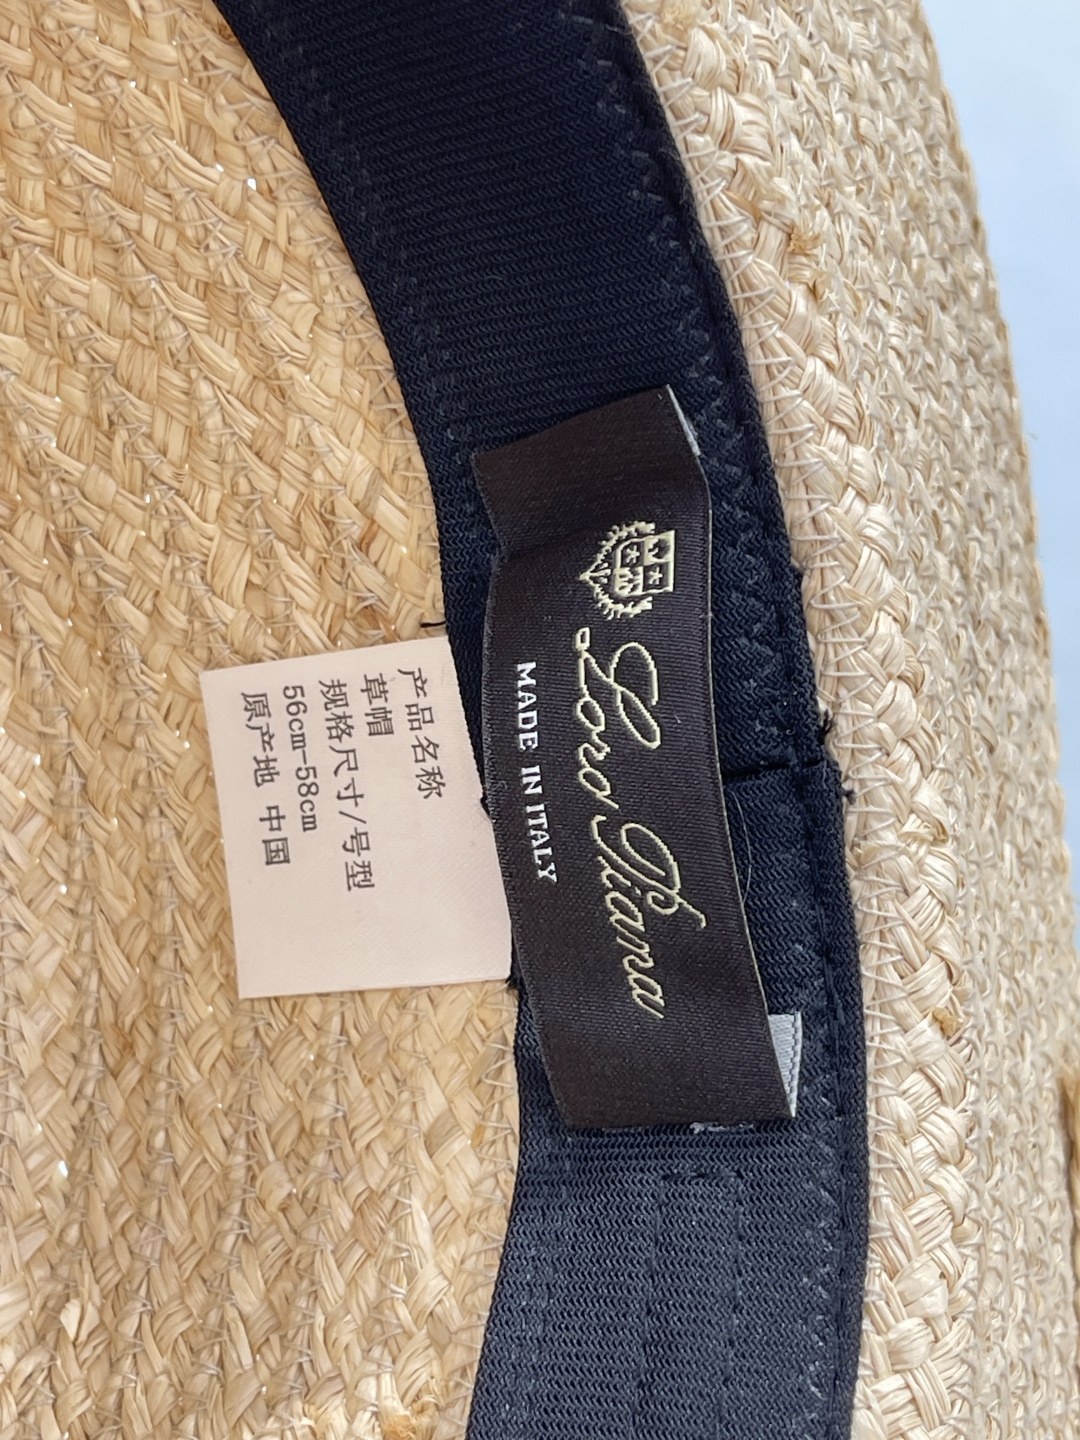 Loro Piana
MADE IN ITALY
产品名称
草帽
规格尺寸/号型
56cm-58cm
原产地 中国